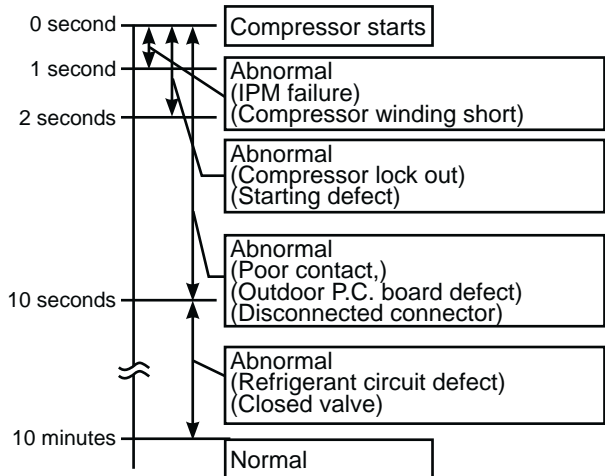 0 second
Compressor starts
1 second
Abnormal
(IPM failure)
(Compressor winding short)
2 seconds
Abnormal
(Compressor lock out)
(Starting defect)
Abnormal
(Poor contact,)
(Outdoor P.C. board defect)
(Disconnected connector)
10 seconds
Abnormal
(Refrigerant circuit defect)
(Closed valve)
10 minutes
Normal